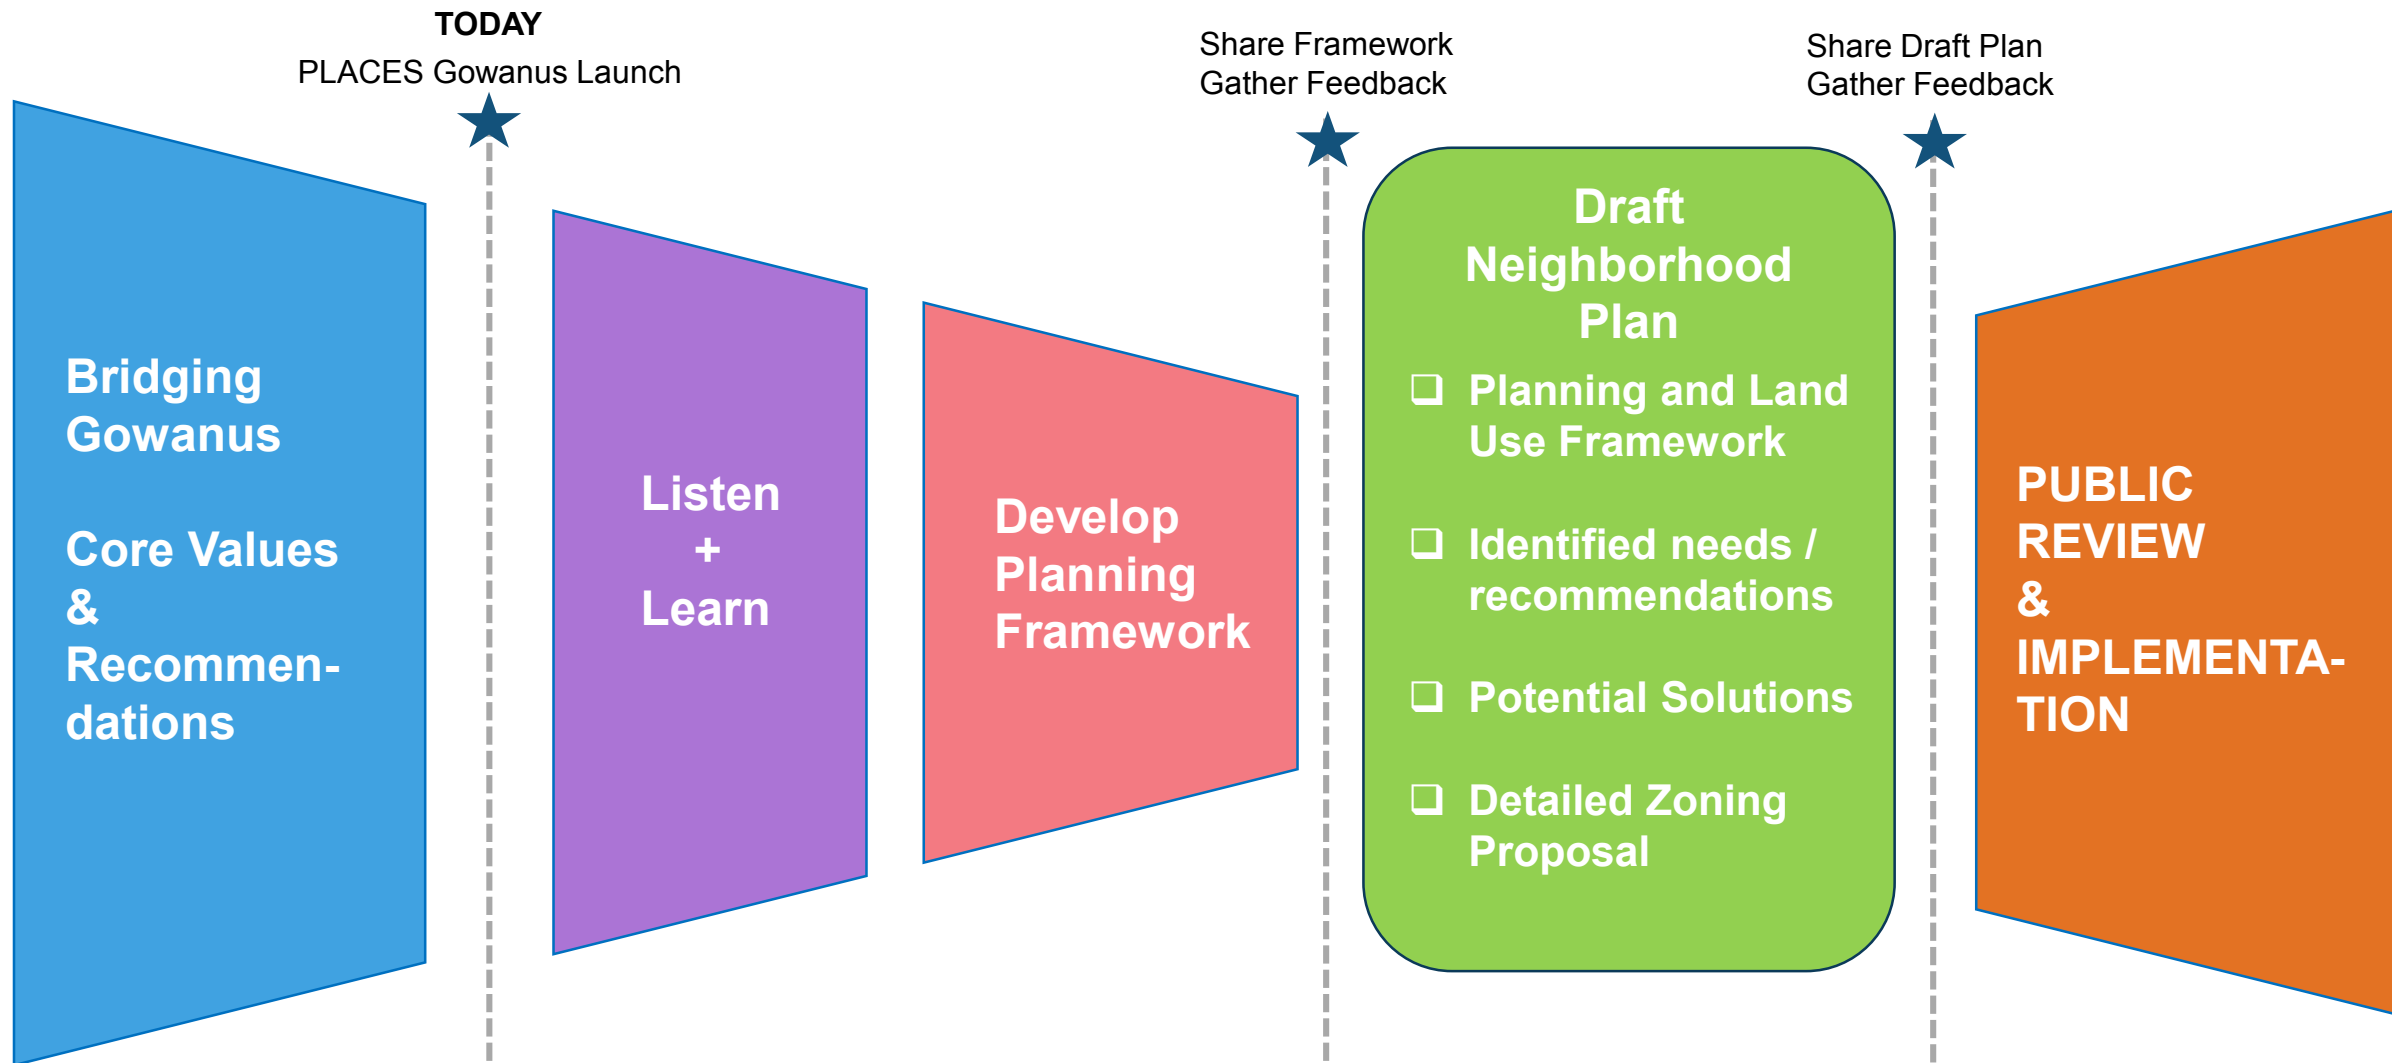 TODAY
PLACES Gowanus Launch
Share Framework
Gather Feedback
Share Draft Plan
Gather Feedback
Bridging
Gowanus
Core Values
&
Recommen-
dations
Listen
+
Learn
Develop
Planning
Framework
Draft
Neighborhood
Plan
❑ Planning and Land
Use Framework
❑ Identified needs /
recommendations
❑ Potential Solutions
❑ Detailed Zoning
Proposal
PUBLIC
REVIEW
&
IMPLEMENTA-
TION